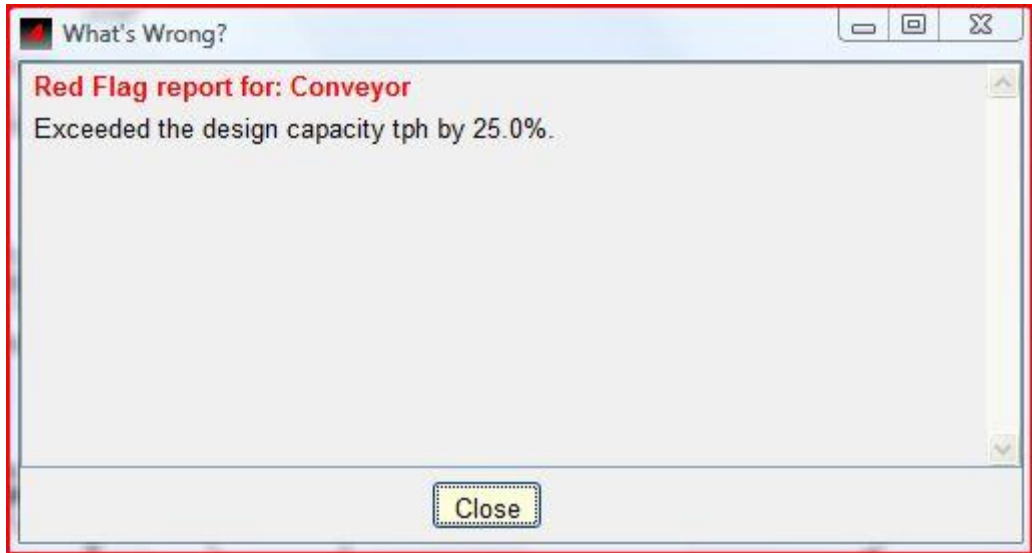 What's Wrong?
Red Flag report for: Conveyor
Exceeded the design capacity tph by 25.0%.
Close